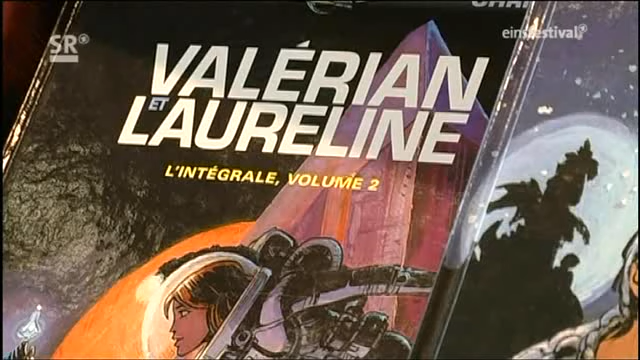 SR
einsfestival
VALÉRIAN
ET
LAURELINE
L'INTÉGRALE, VOLUME 2